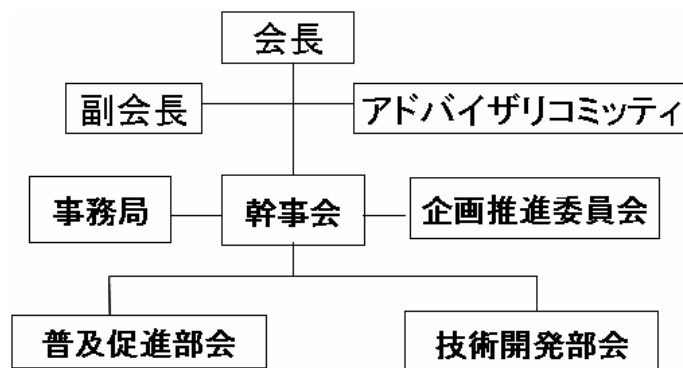 会長
副会長
アドバイザリコミッティ
事務局
幹事会
企画推進委員会
普及促進部会
技術開発部会